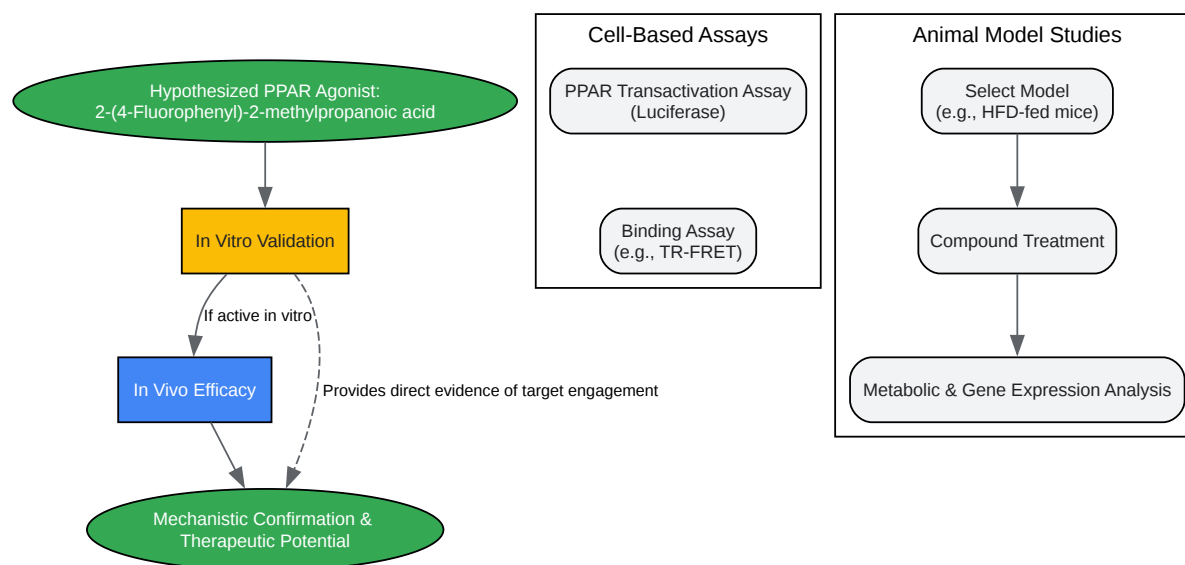 Hypothesized PPAR Agonist:
2-(4-Fluorophenyl)-2-methylpropanoic acid
In Vitro Validation
If active in vitro
In Vivo Efficacy
Provides direct evidence of target engagement
Mechanistic Confirmation &
Therapeutic Potential
Cell-Based Assays
PPAR Transactivation Assay
(Luciferase)
Binding Assay
(e.g., TR-FRET)
Animal Model Studies
Select Model
(e.g., HFD-fed mice)
Compound Treatment
Metabolic & Gene Expression Analysis